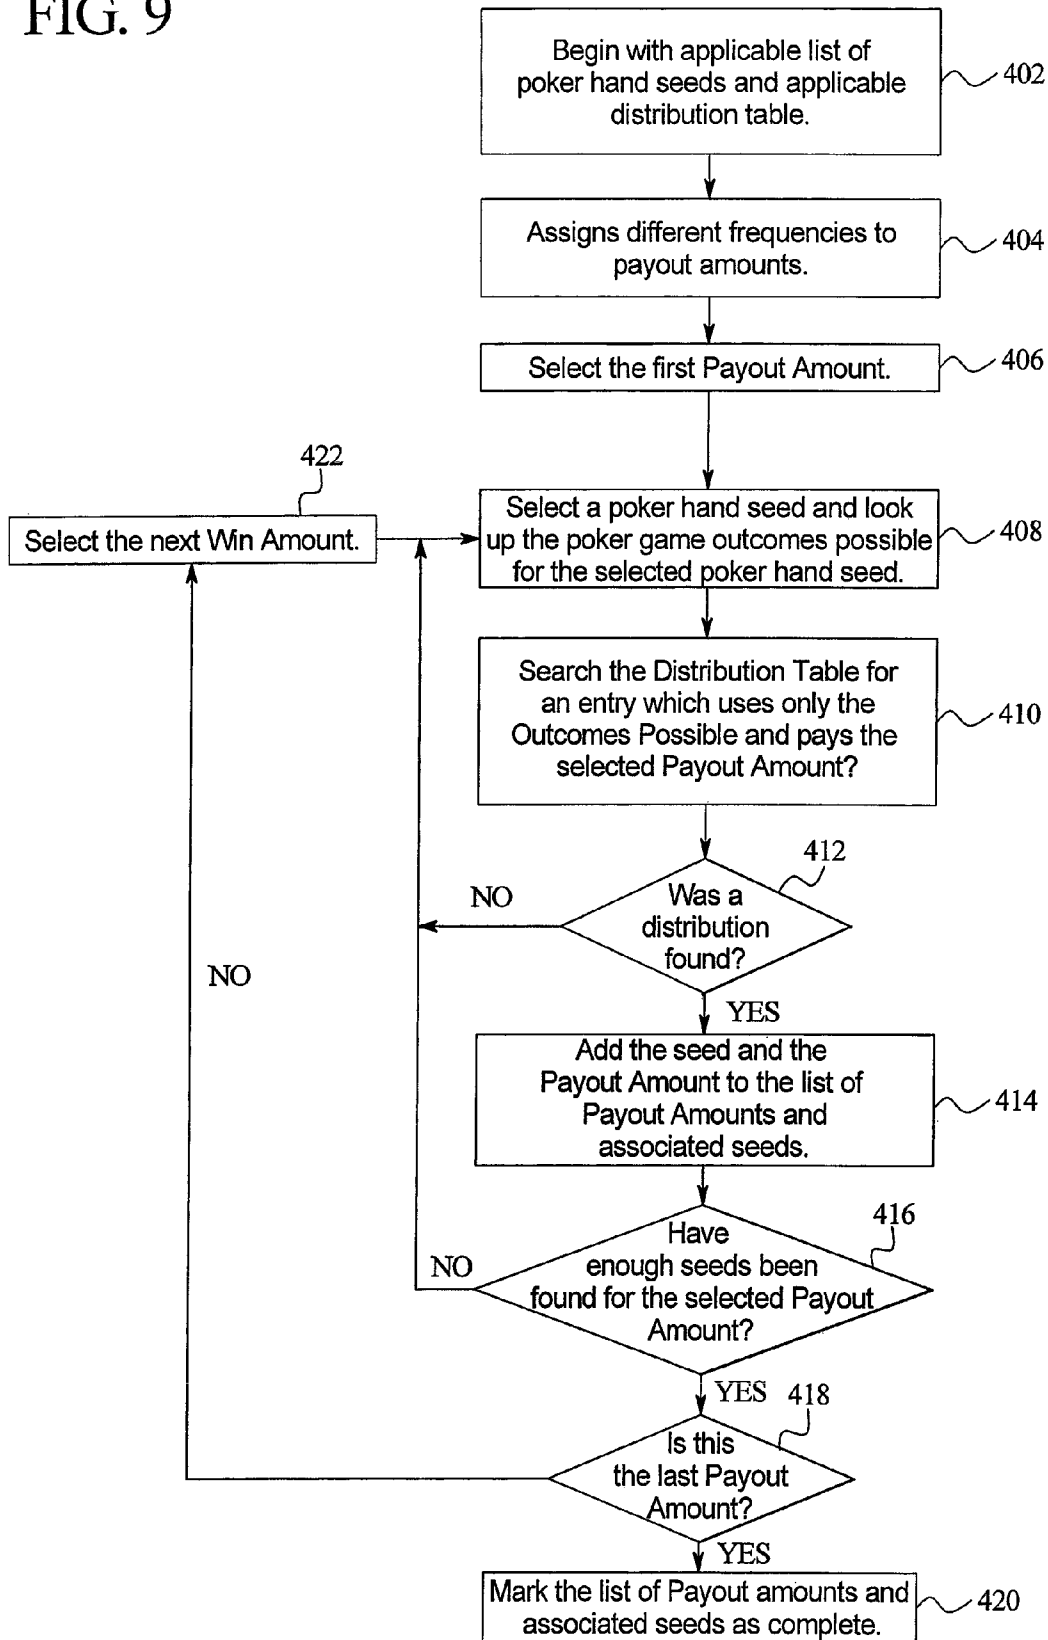 FIG. 9
Begin with applicable list of
poker hand seeds and applicable
distribution table.
402
Assigns different frequencies to
payout amounts.
404
Select the first Payout Amount.
406
422
Select the next Win Amount.
Select a poker hand seed and look
up the poker game outcomes possible
for the selected poker hand seed.
408
Search the Distribution Table for
an entry which uses only the
Outcomes Possible and pays the
selected Payout Amount?
410
412
Was a
distribution
found?
NO
NO
YES
Add the seed and the
Payout Amount to the list of
Payout Amounts and
associated seeds.
414
416
Have
enough seeds been
found for the selected Payout
Amount?
NO
YES
418
Is this
the last Payout
Amount?
YES
Mark the list of Payout amounts and
associated seeds as complete.
420